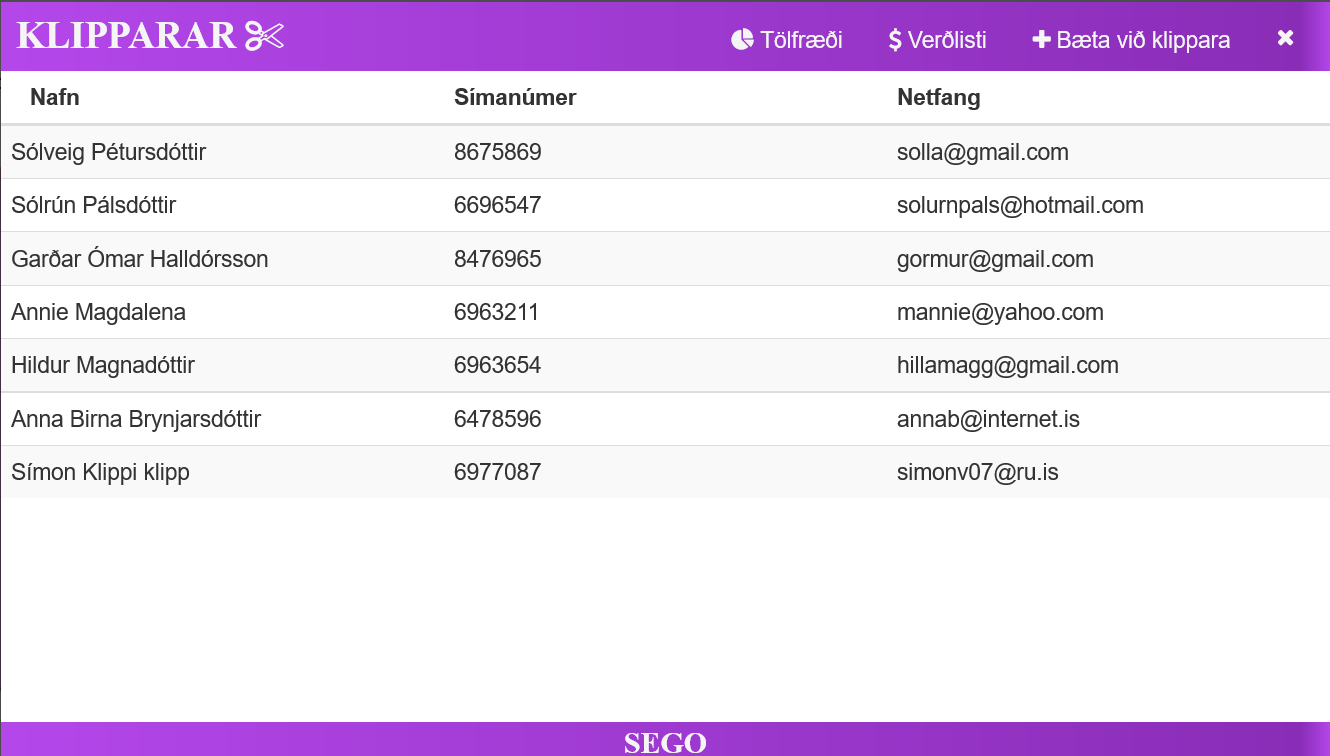 KLIPPARAR
Tölfræði
Verðlisti
Bæta við klippara
Nafn Símanúmer Netfang
Sólveig Pétursdóttir 8675869 solla@gmail.com
Sólrún Pálsdóttir 6696547 solurnpals@hotmail.com
Garðar Ómar Halldórsson 8476965 gormur@gmail.com
Annie Magdalena 6963211 mannie@yahoo.com
Hildur Magnadóttir 6963654 hillamagg@gmail.com
Anna Birna Brynjarsdóttir 6478596 annab@internet.is
Símon Klippi klipp 6977087 simonv07@ru.is
SEGO